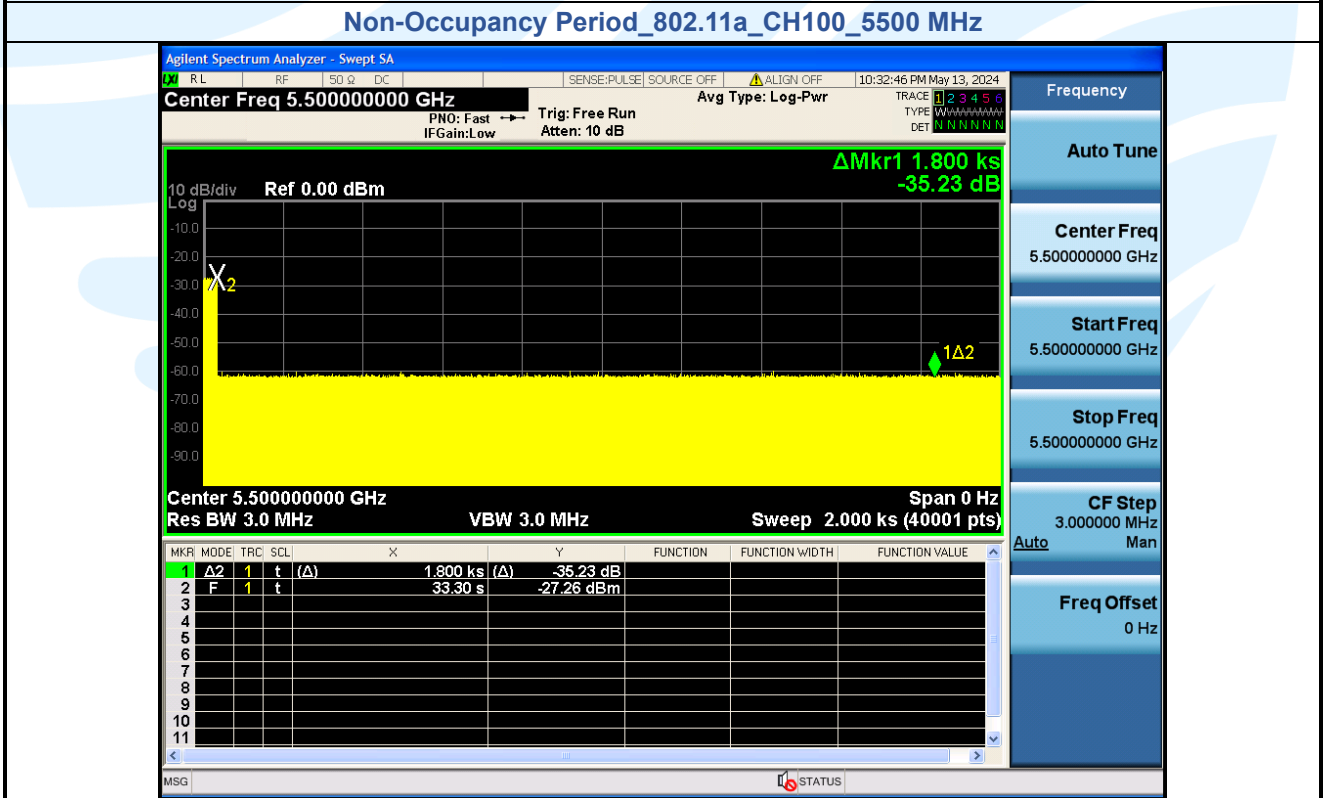 Non-Occupancy Period_802.11a_CH100_5500 MHz
Agilent Spectrum Analyzer - Swept SA
LXI RL RF 50 Ω DC SENSE:PULSE SOURCE OFF ALIGN OFF 10:32:46 PM May 13, 2024
Center Freq 5.500000000 GHz
PNO: Fast
IFGain:Low
Trig: Free Run
Atten: 10 dB
Avg Type: Log-Pwr
TRACE 1 2 3 4 5 6
TYPE WWWWWW
DET N N N N N N
ΔMkr1 1.800 ks
-35.23 dB
10 dB/div Ref 0.00 dBm
Log
-10.0
-20.0
-30.0
-40.0
-50.0
-60.0
-70.0
-80.0
-90.0
2
1Δ2
Center 5.500000000 GHz Span 0 Hz
Res BW 3.0 MHz VBW 3.0 MHz Sweep 2.000 ks (40001 pts)
MKR MODE TRC SCL X Y FUNCTION FUNCTION WIDTH FUNCTION VALUE
1 Δ2 1 t (Δ) 1.800 ks (Δ) -35.23 dB
2 F 1 t 33.30 s -27.26 dBm
3
4
5
6
7
8
9
10
11
MSG STATUS
Frequency
Auto Tune
Center Freq
5.500000000 GHz
Start Freq
5.500000000 GHz
Stop Freq
5.500000000 GHz
CF Step
3.000000 MHz
Auto Man
Freq Offset
0 Hz